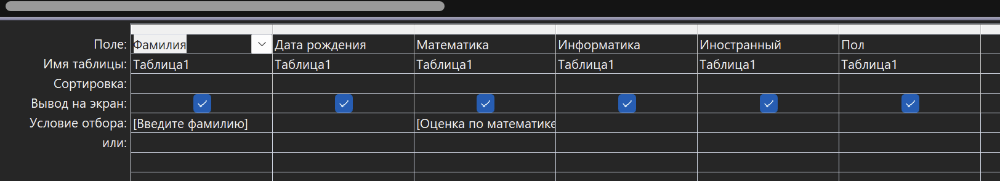 Поле: Фамилия Дата рождения Математика Информатика Иностранный Пол
Имя таблицы: Таблица1 Таблица1 Таблица1 Таблица1 Таблица1 Таблица1
Сортировка:
Вывод на экран:
Условие отбора: [Введите фамилию] [Оценка по математике
или: